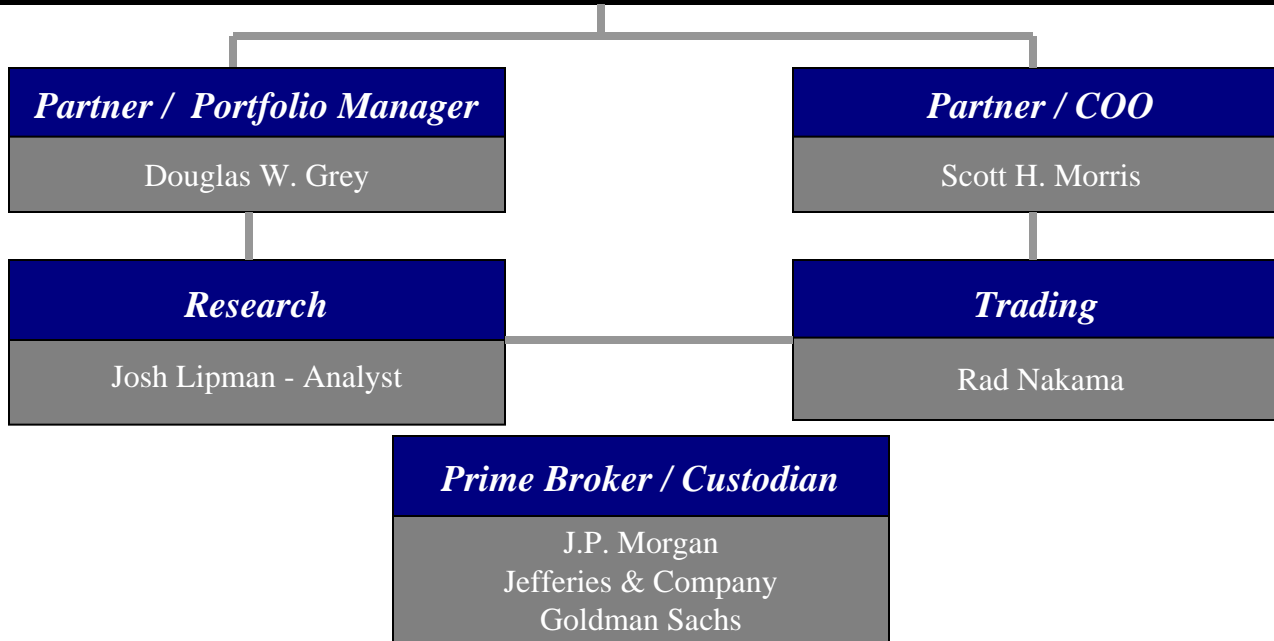 Partner / Portfolio Manager
Douglas W. Grey
Partner / COO
Scott H. Morris
Research
Josh Lipman - Analyst
Trading
Rad Nakama
Prime Broker / Custodian
J.P. Morgan
Jefferies & Company
Goldman Sachs